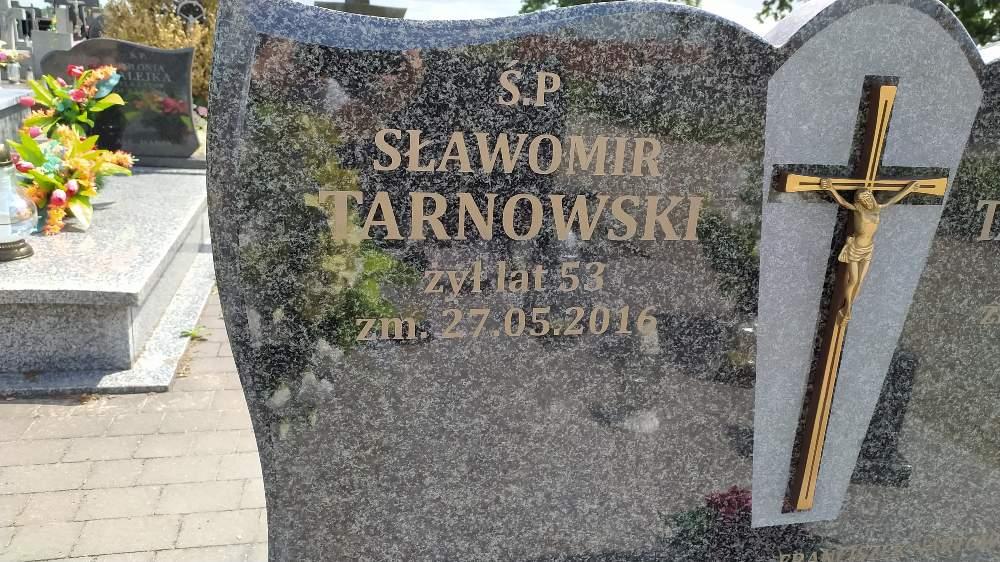 Ś.P
SŁAWOMIR
TARNOWSKI
żył lat 53
zm. 27.05.2016